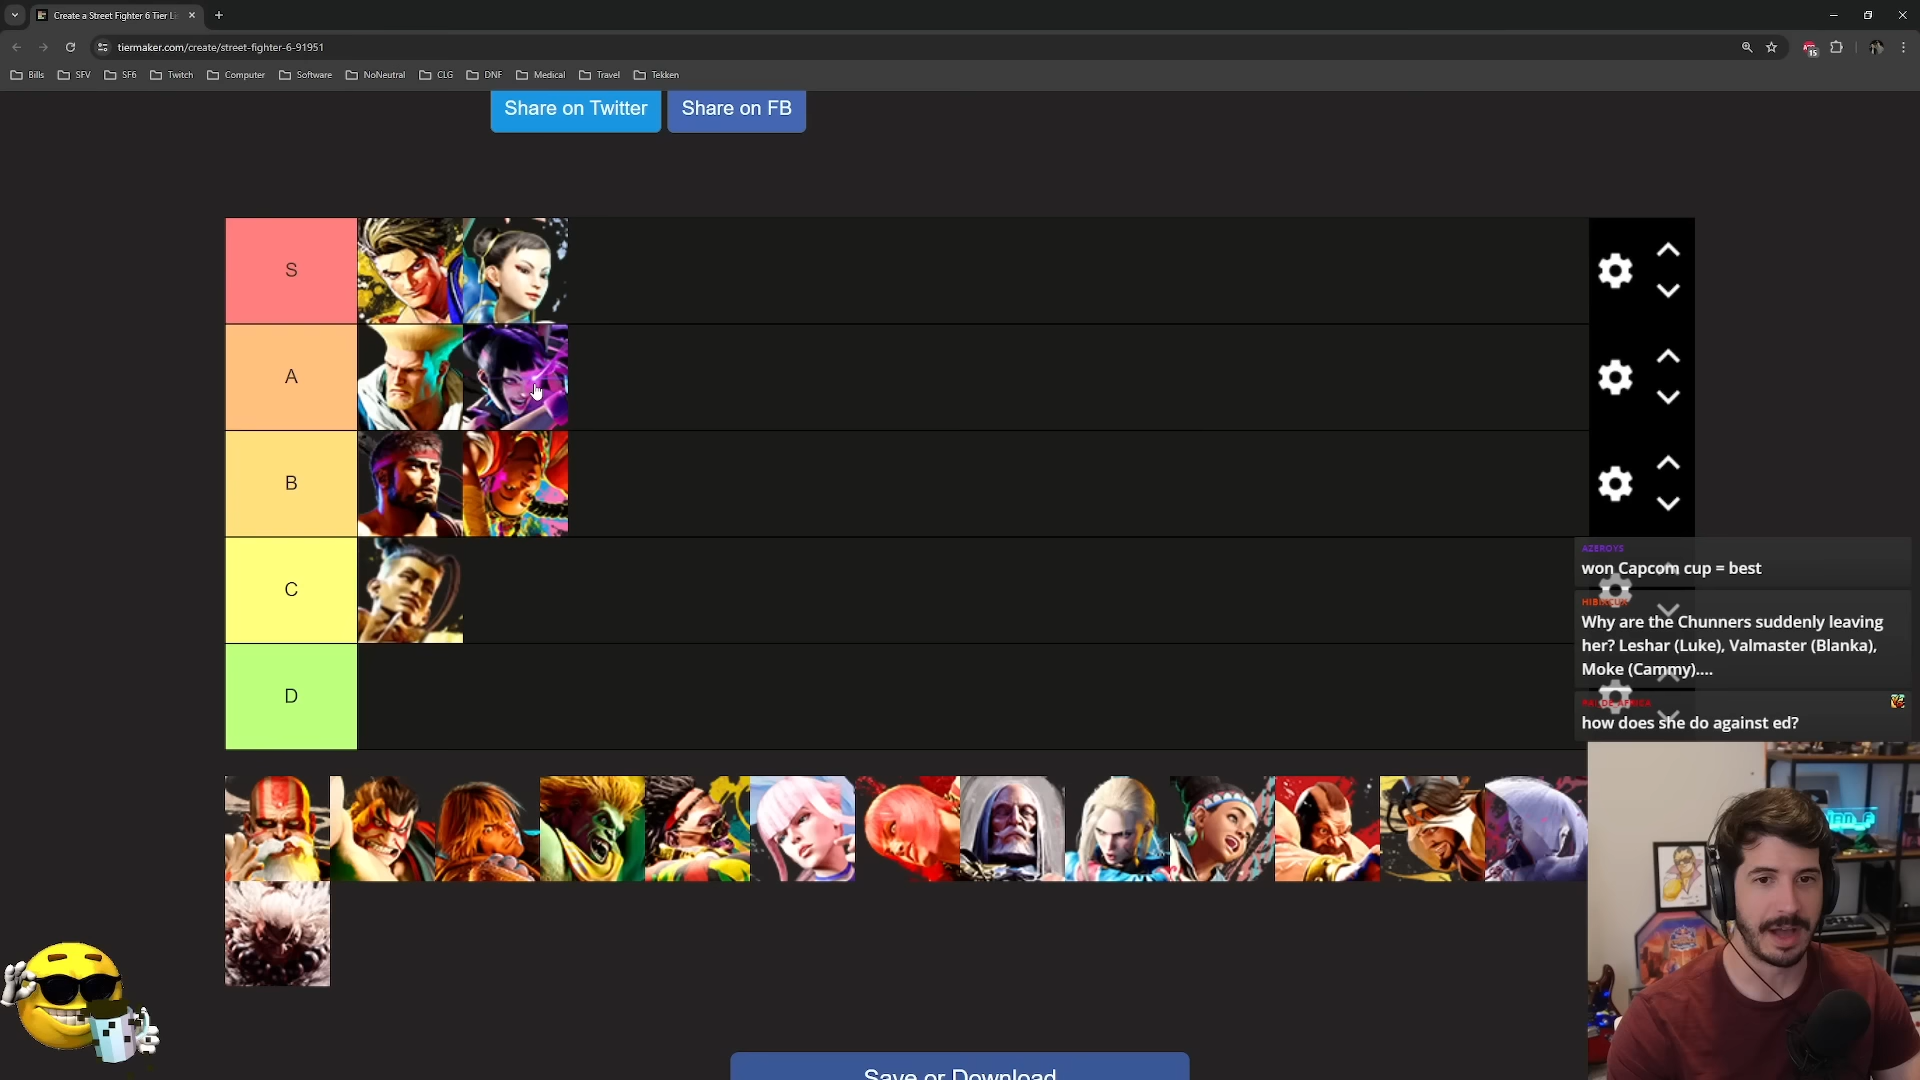 Create a Street Fighter 6 Tier Li
tiermaker.com/create/street-fighter-6-91951
15
Bills
SFV
SF6
Twitch
Computer
Software
NoNeutral
CLG
DNF
Medical
Travel
Tekken
Share on Twitter
Share on FB
S
A
B
C
D
AZEROYS
won Capcom cup = best
Why are the Chunners suddenly leaving
her? Leshar (Luke), Valmaster (Blanka),
Moke (Cammy)....
how does she do against ed?
Save or Download